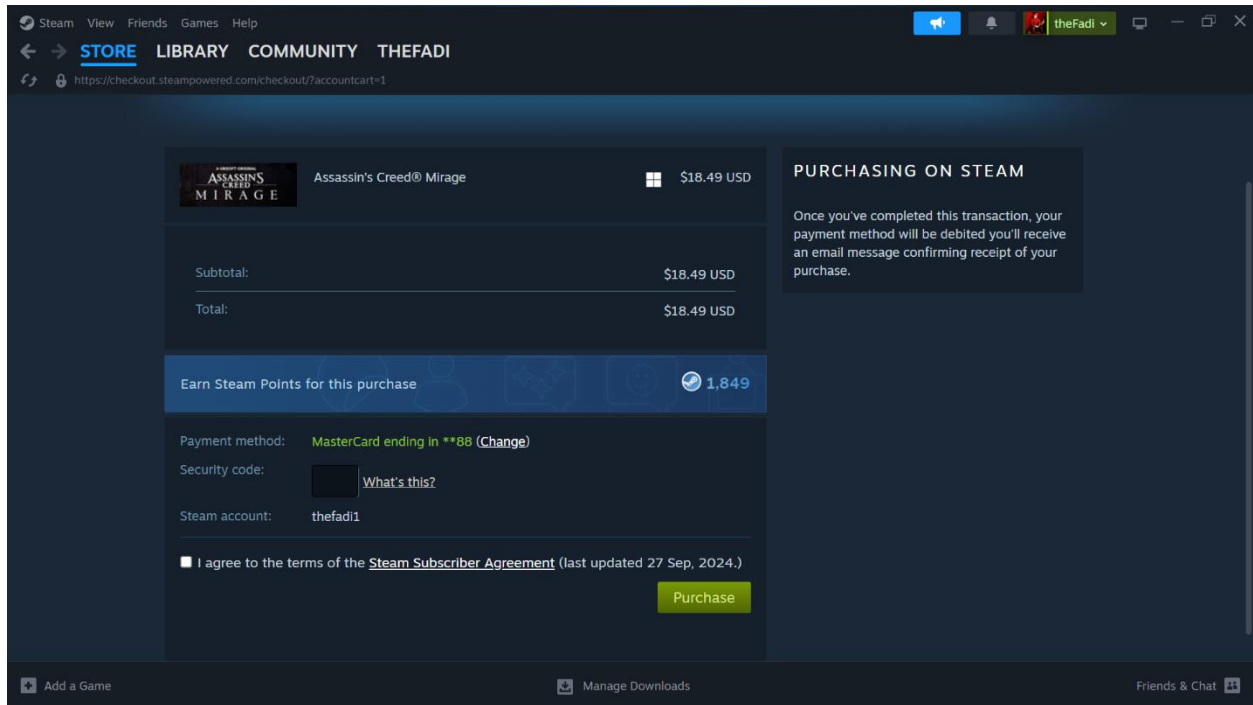 Steam View Friends Games Help
theFadi
STORE LIBRARY COMMUNITY THEFADI
https://checkout.steampowered.com/checkout/?accountcart=1
A UBISOFT ORIGINAL
ASSASSIN'S
CREED
MIRAGE
Assassin's Creed® Mirage
$18.49 USD
Subtotal:
$18.49 USD
Total:
$18.49 USD
Earn Steam Points for this purchase
1,849
Payment method: MasterCard ending in **88 (Change)
Security code: What's this?
Steam account: thefadi1
I agree to the terms of the Steam Subscriber Agreement (last updated 27 Sep, 2024.)
Purchase
PURCHASING ON STEAM
Once you've completed this transaction, your
payment method will be debited you'll receive
an email message confirming receipt of your
purchase.
Add a Game
Manage Downloads
Friends & Chat